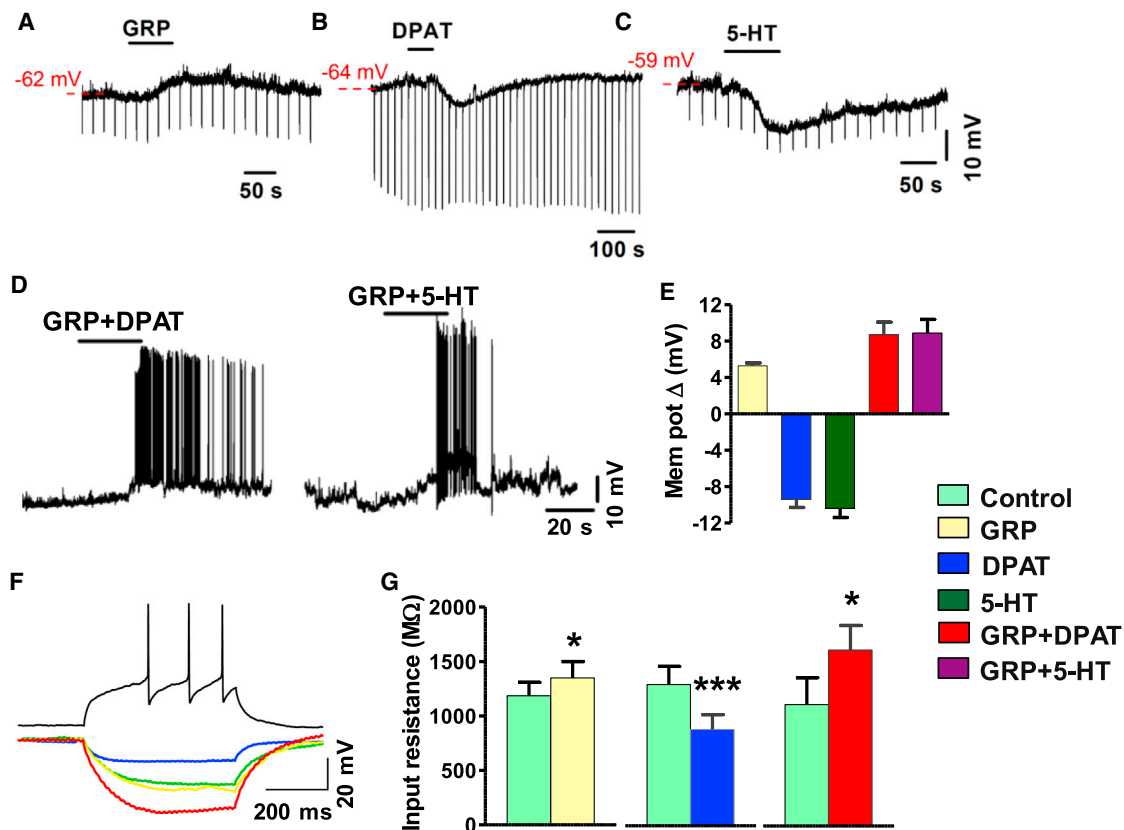 A
GRP
-62 mV
50 s
B
DPAT
-64 mV
100 s
C
5-HT
-59 mV
50 s
10 mV
D
GRP+DPAT
GRP+5-HT
20 s
10 mV
E
Mem pot Δ (mV)
12
8
4
0
-4
-8
-12
Control
GRP
DPAT
5-HT
GRP+DPAT
GRP+5-HT
F
200 ms
20 mV
G
Input resistance (MΩ)
2000
1500
1000
500
0
*
***
*